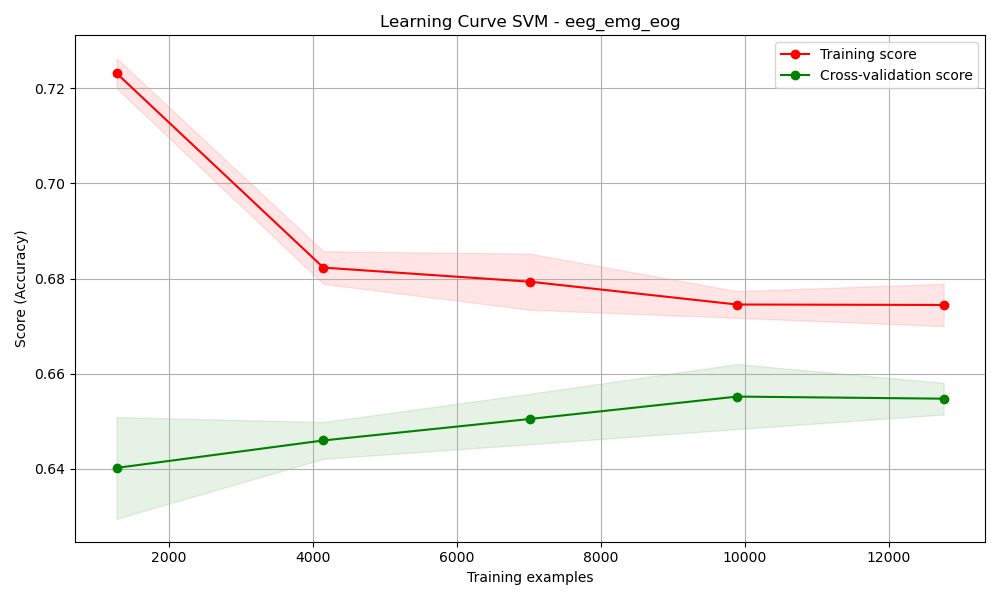 Learning Curve SVM - eeg_emg_eog
Training score
Cross-validation score
0.72
0.70
0.68
0.66
0.64
Score (Accuracy)
2000 4000 6000 8000 10000 12000
Training examples